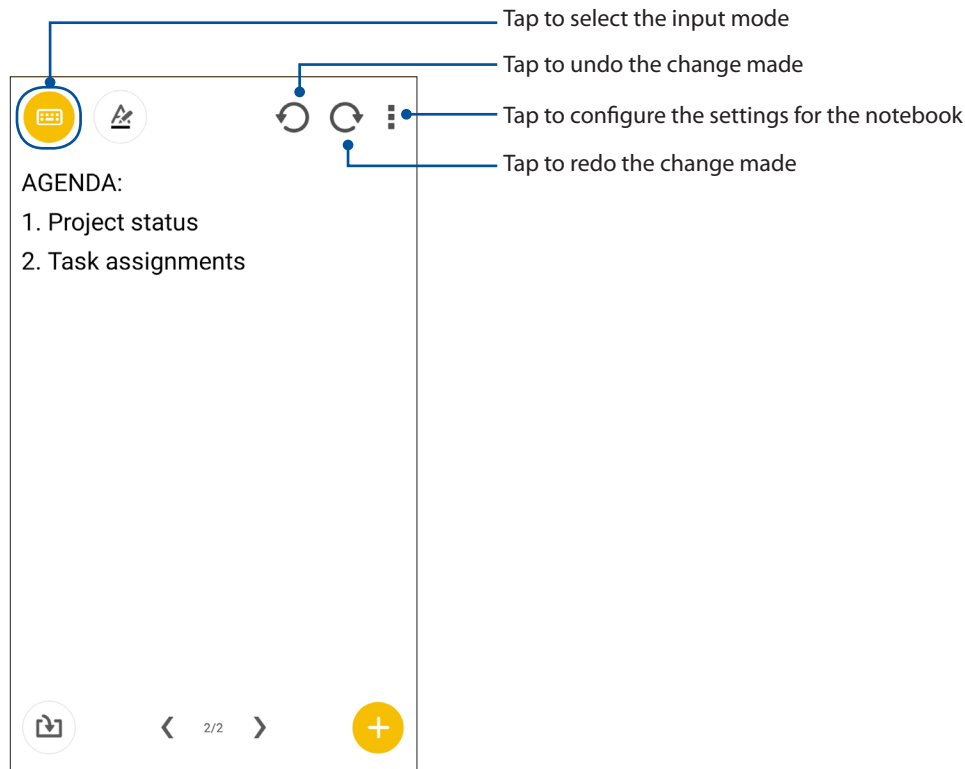 Tap to select the input mode
Tap to undo the change made
Tap to configure the settings for the notebook
Tap to redo the change made
AGENDA:
1. Project status
2. Task assignments
2/2